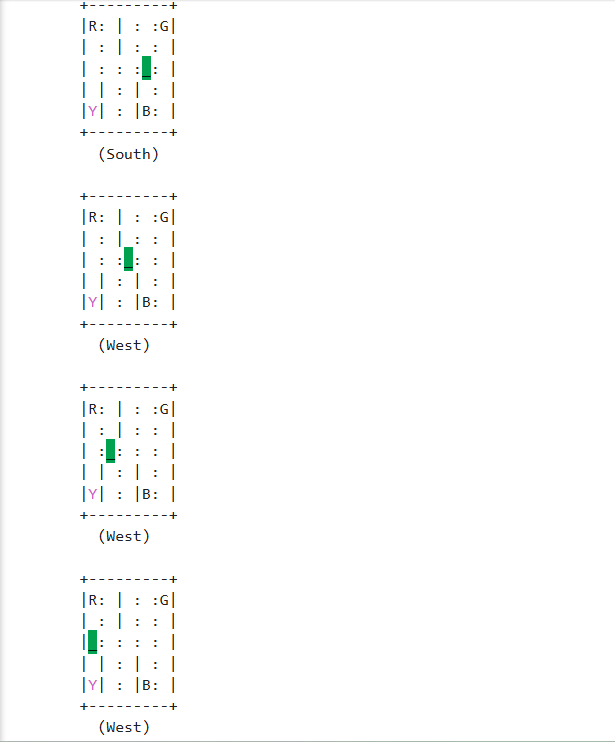 +---------+
|R: | : :G|
| : | : : |
| : : :_: |
| | : | : |
|Y| : |B: |
+---------+
  (South)

+---------+
|R: | : :G|
| : | : : |
| : :_: : |
| | : | : |
|Y| : |B: |
+---------+
  (West)

+---------+
|R: | : :G|
| : | : : |
| :_: : : |
| | : | : |
|Y| : |B: |
+---------+
  (West)

+---------+
|R: | : :G|
| : | : : |
|_: : : : |
| | : | : |
|Y| : |B: |
+---------+
  (West)